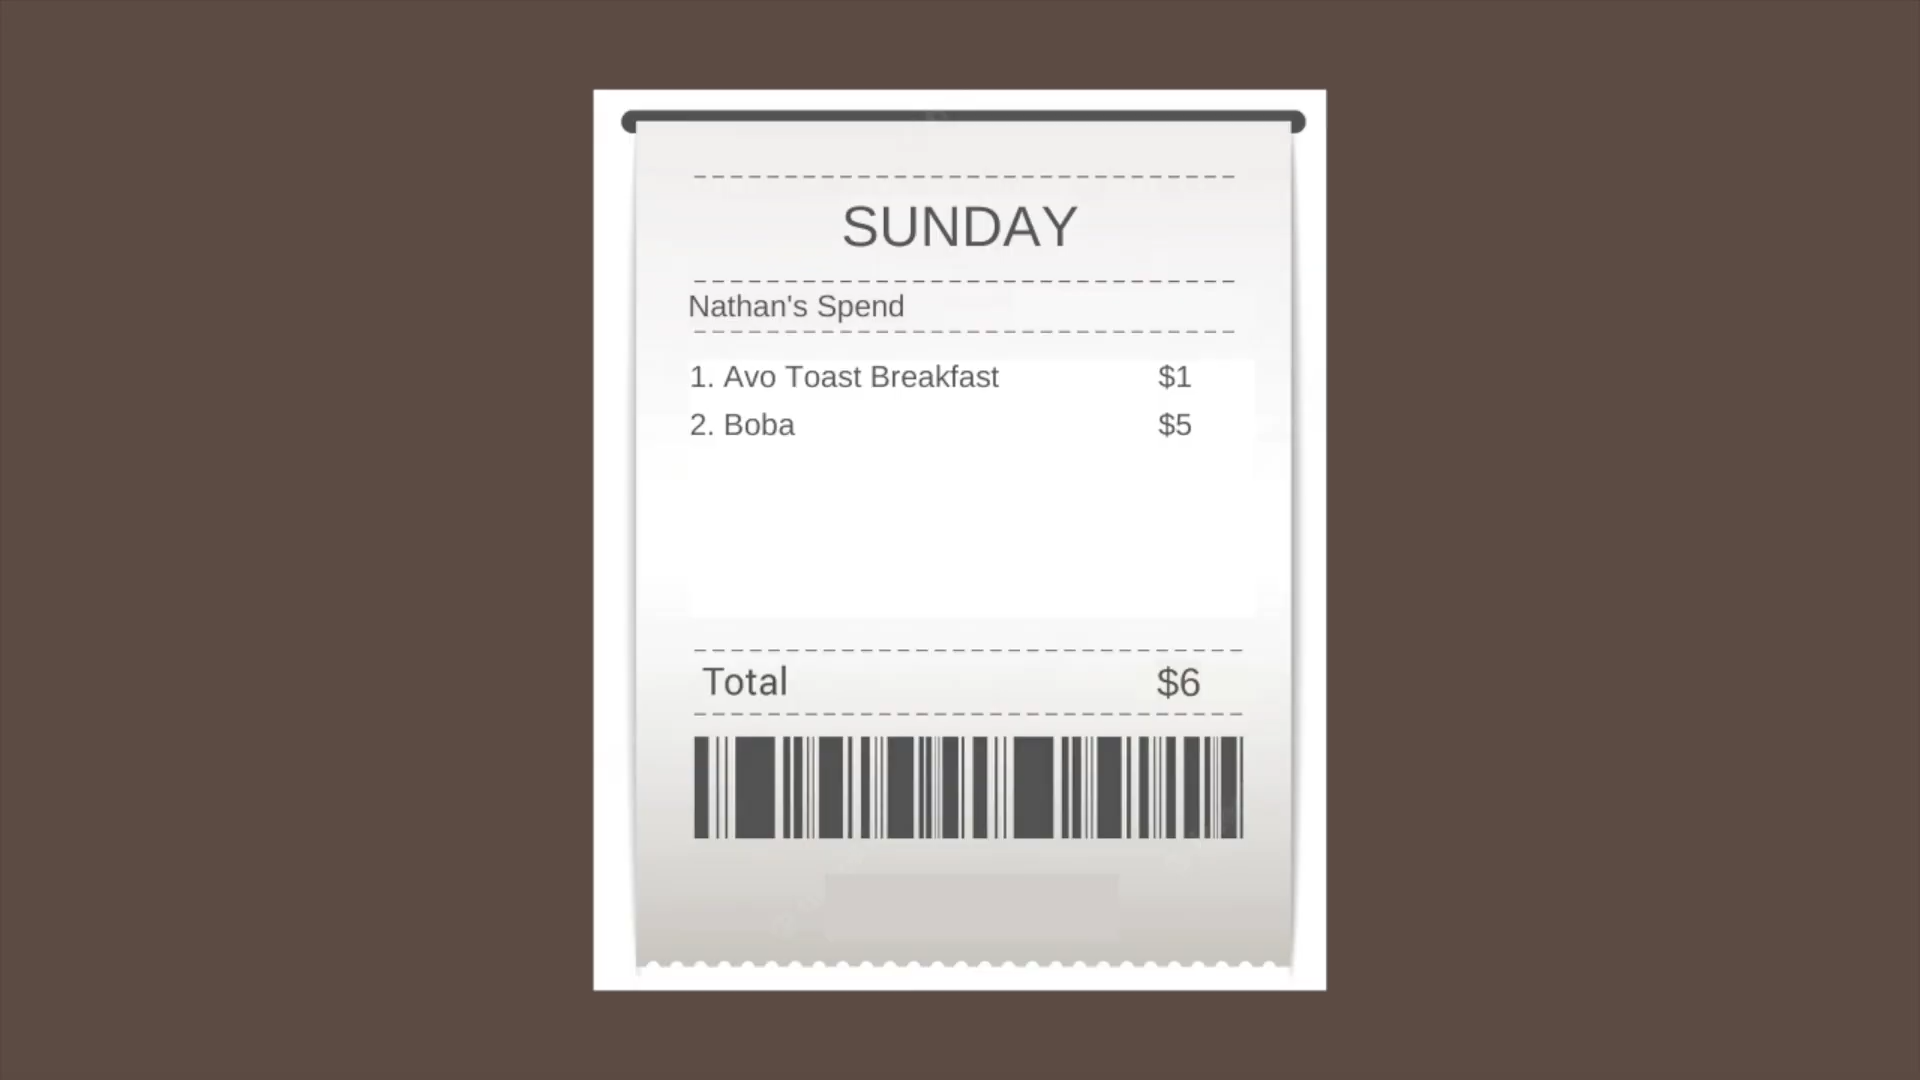 SUNDAY
Nathan's Spend
1. Avo Toast Breakfast $1
2. Boba $5
Total $6